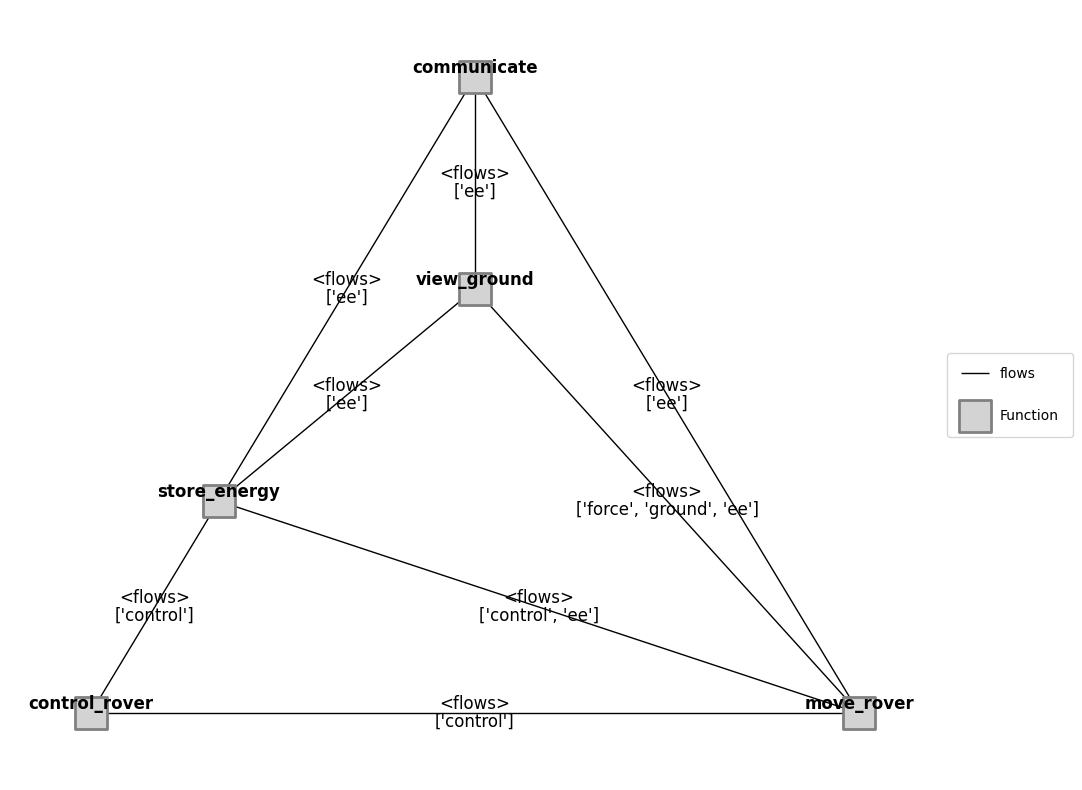 communicate
<flows>
['ee']
view_ground
<flows>
['ee']
<flows>
['ee']
<flows>
['ee']
flows
Function
store_energy
<flows>
['force', 'ground', 'ee']
<flows>
['control']
<flows>
['control', 'ee']
control_rover
<flows>
['control']
move_rover